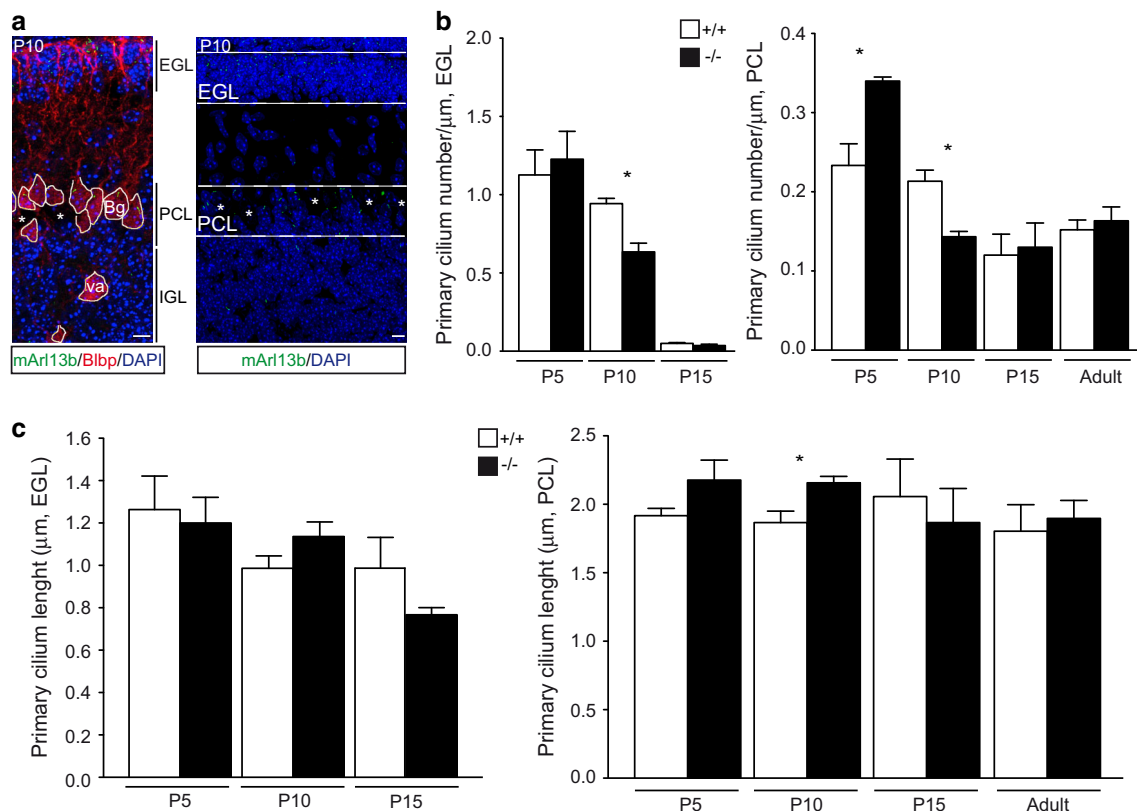 a
P10
EGL
PCL
IGL
Bg
va
*
*
mArl13b/Blbp/DAPI
P10
EGL
PCL
* * * * *
mArl13b/DAPI
b
+/+
-/-
Primary cilium number/μm, EGL
2.0
1.5
1.0
0.5
0.0
*
P5 P10 P15
Primary cilium number/μm, PCL
0.4
0.3
0.2
0.1
0.0
*
*
P5 P10 P15 Adult
c
+/+
-/-
Primary cilium lenght (μm, EGL)
1.6
1.4
1.2
1.0
0.8
0.6
0.4
0.2
0.0
P5 P10 P15
Primary cilium lenght (μm, PCL)
2.5
2.0
1.5
1.0
0.5
0.0
*
P5 P10 P15 Adult